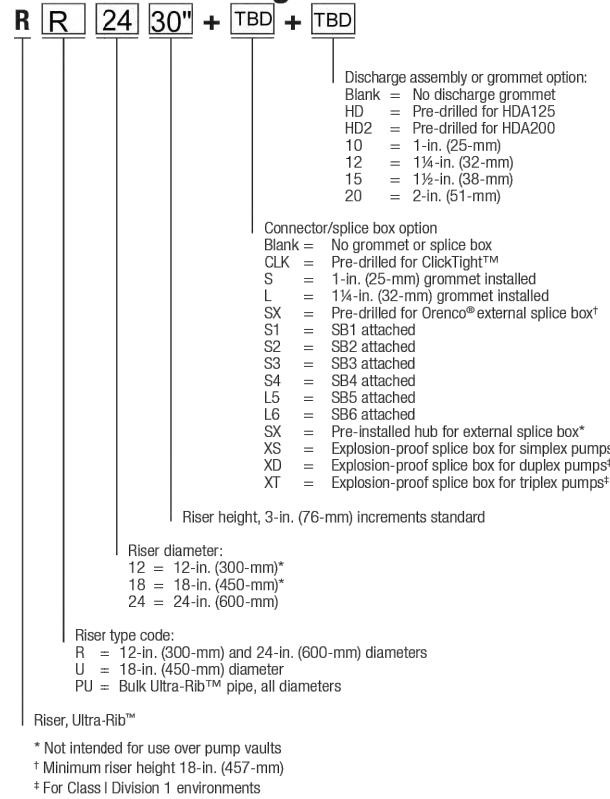 R R 24 30" + TBD + TBD
Discharge assembly or grommet option:
Blank = No discharge grommet
HD = Pre-drilled for HDA125
HD2 = Pre-drilled for HDA200
10 = 1-in. (25-mm)
12 = 1¼-in. (32-mm)
15 = 1½-in. (38-mm)
20 = 2-in. (51-mm)
Connector/splice box option
Blank = No grommet or splice box
CLK = Pre-drilled for ClickTight™
S = 1-in. (25-mm) grommet installed
L = 1¼-in. (32-mm) grommet installed
SX = Pre-drilled for Orenco® external splice box†
S1 = SB1 attached
S2 = SB2 attached
S3 = SB3 attached
S4 = SB4 attached
L5 = SB5 attached
L6 = SB6 attached
SX = Pre-installed hub for external splice box*
XS = Explosion-proof splice box for simplex pumps
XD = Explosion-proof splice box for duplex pumps‡
XT = Explosion-proof splice box for triplex pumps‡
Riser height, 3-in. (76-mm) increments standard
Riser diameter:
12 = 12-in. (300-mm)*
18 = 18-in. (450-mm)*
24 = 24-in. (600-mm)
Riser type code:
R = 12-in. (300-mm) and 24-in. (600-mm) diameters
U = 18-in. (450-mm) diameter
PU = Bulk Ultra-Rib™ pipe, all diameters
Riser, Ultra-Rib™
* Not intended for use over pump vaults
† Minimum riser height 18-in. (457-mm)
‡ For Class I Division 1 environments